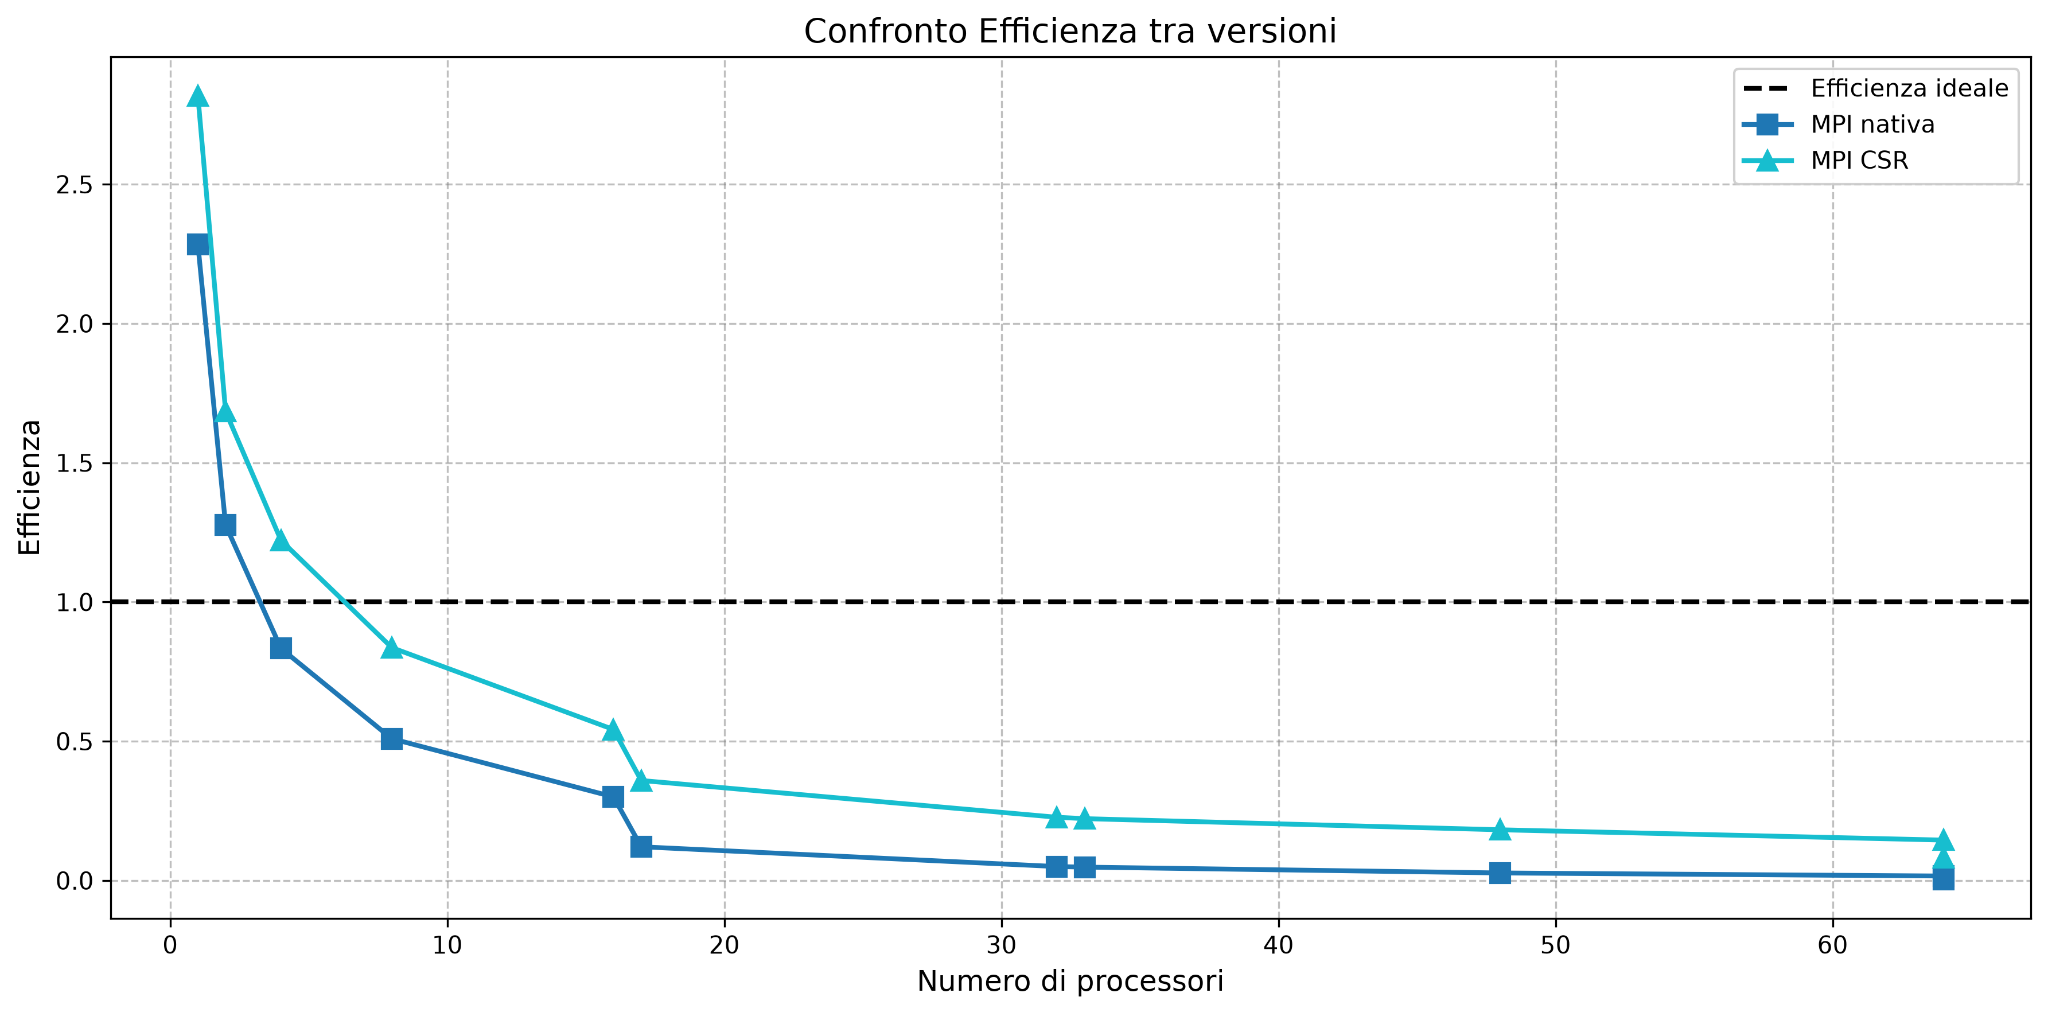 Confronto Efficienza tra versioni
Efficienza ideale
MPI nativa
MPI CSR
Efficienza
2.5
2.0
1.5
1.0
0.5
0.0
0 10 20 30 40 50 60
Numero di processori